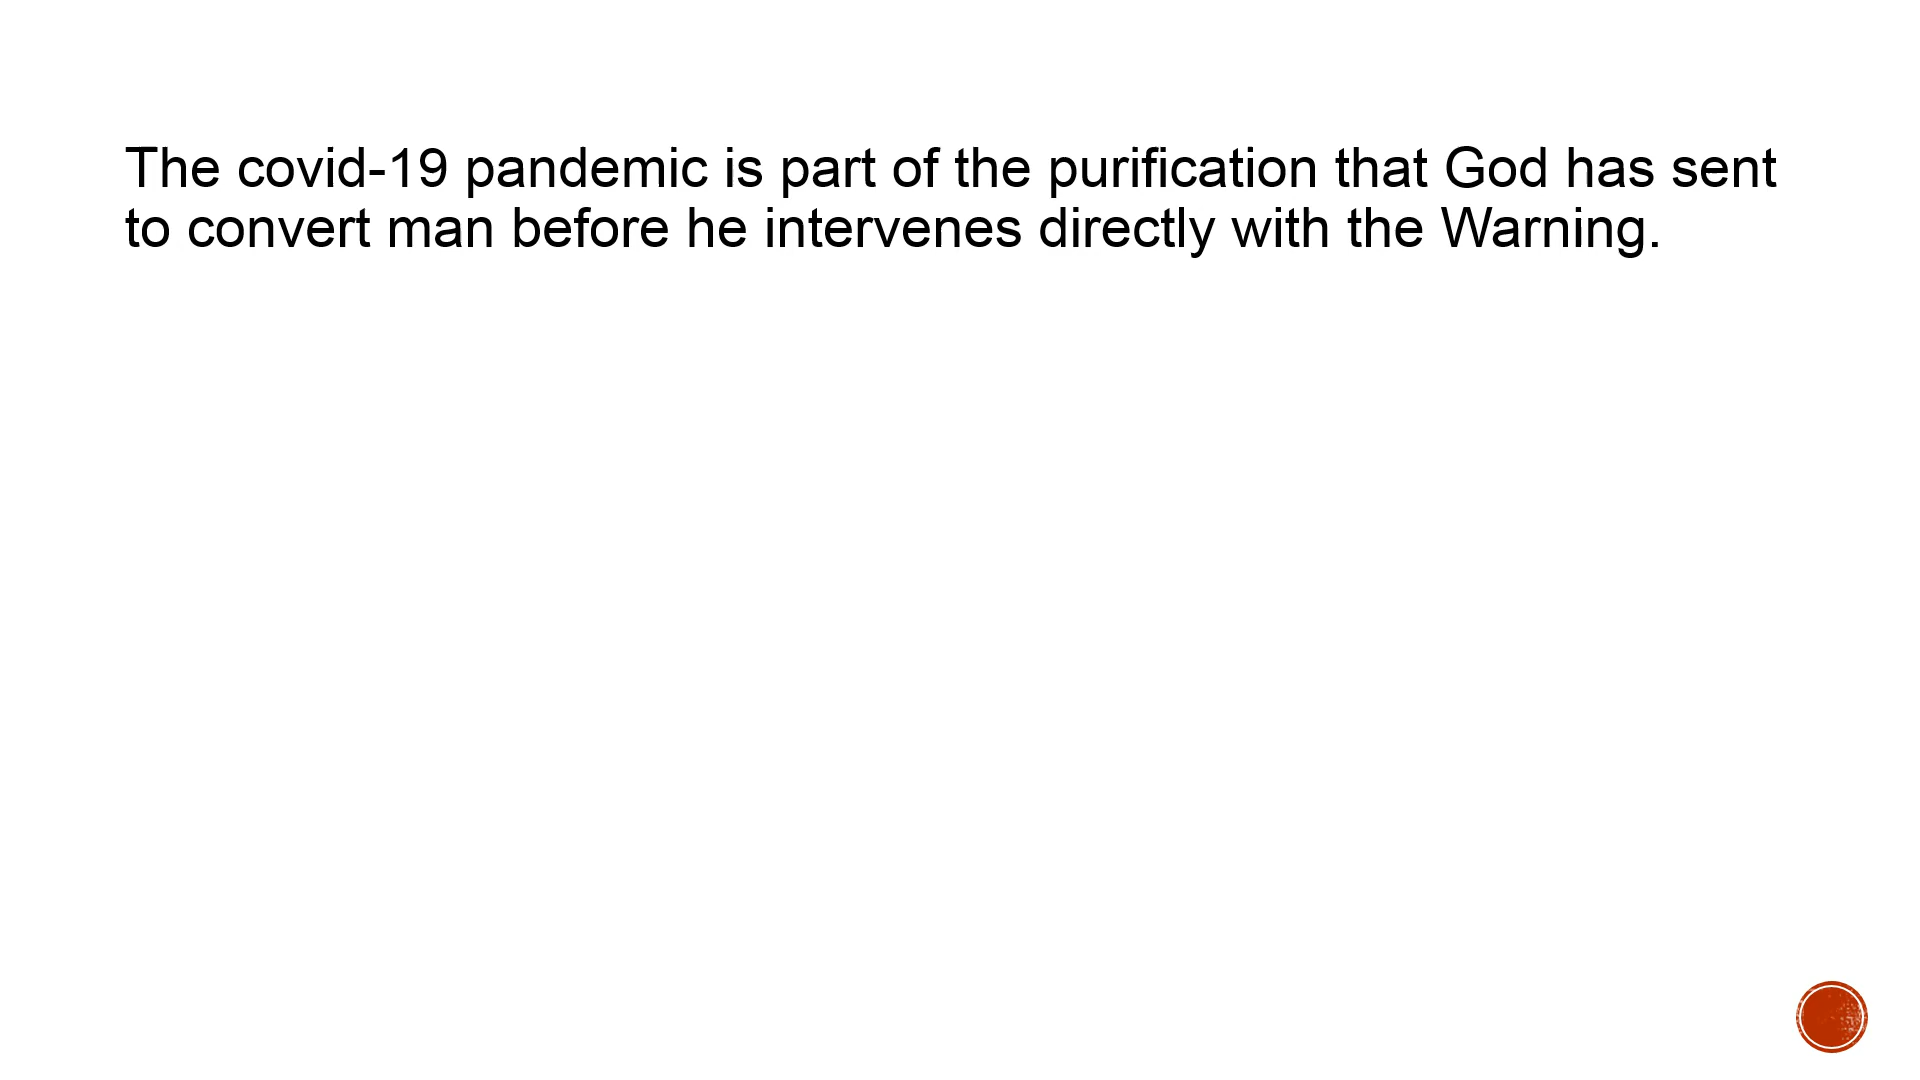 The covid-19 pandemic is part of the purification that God has sent
to convert man before he intervenes directly with the Warning.